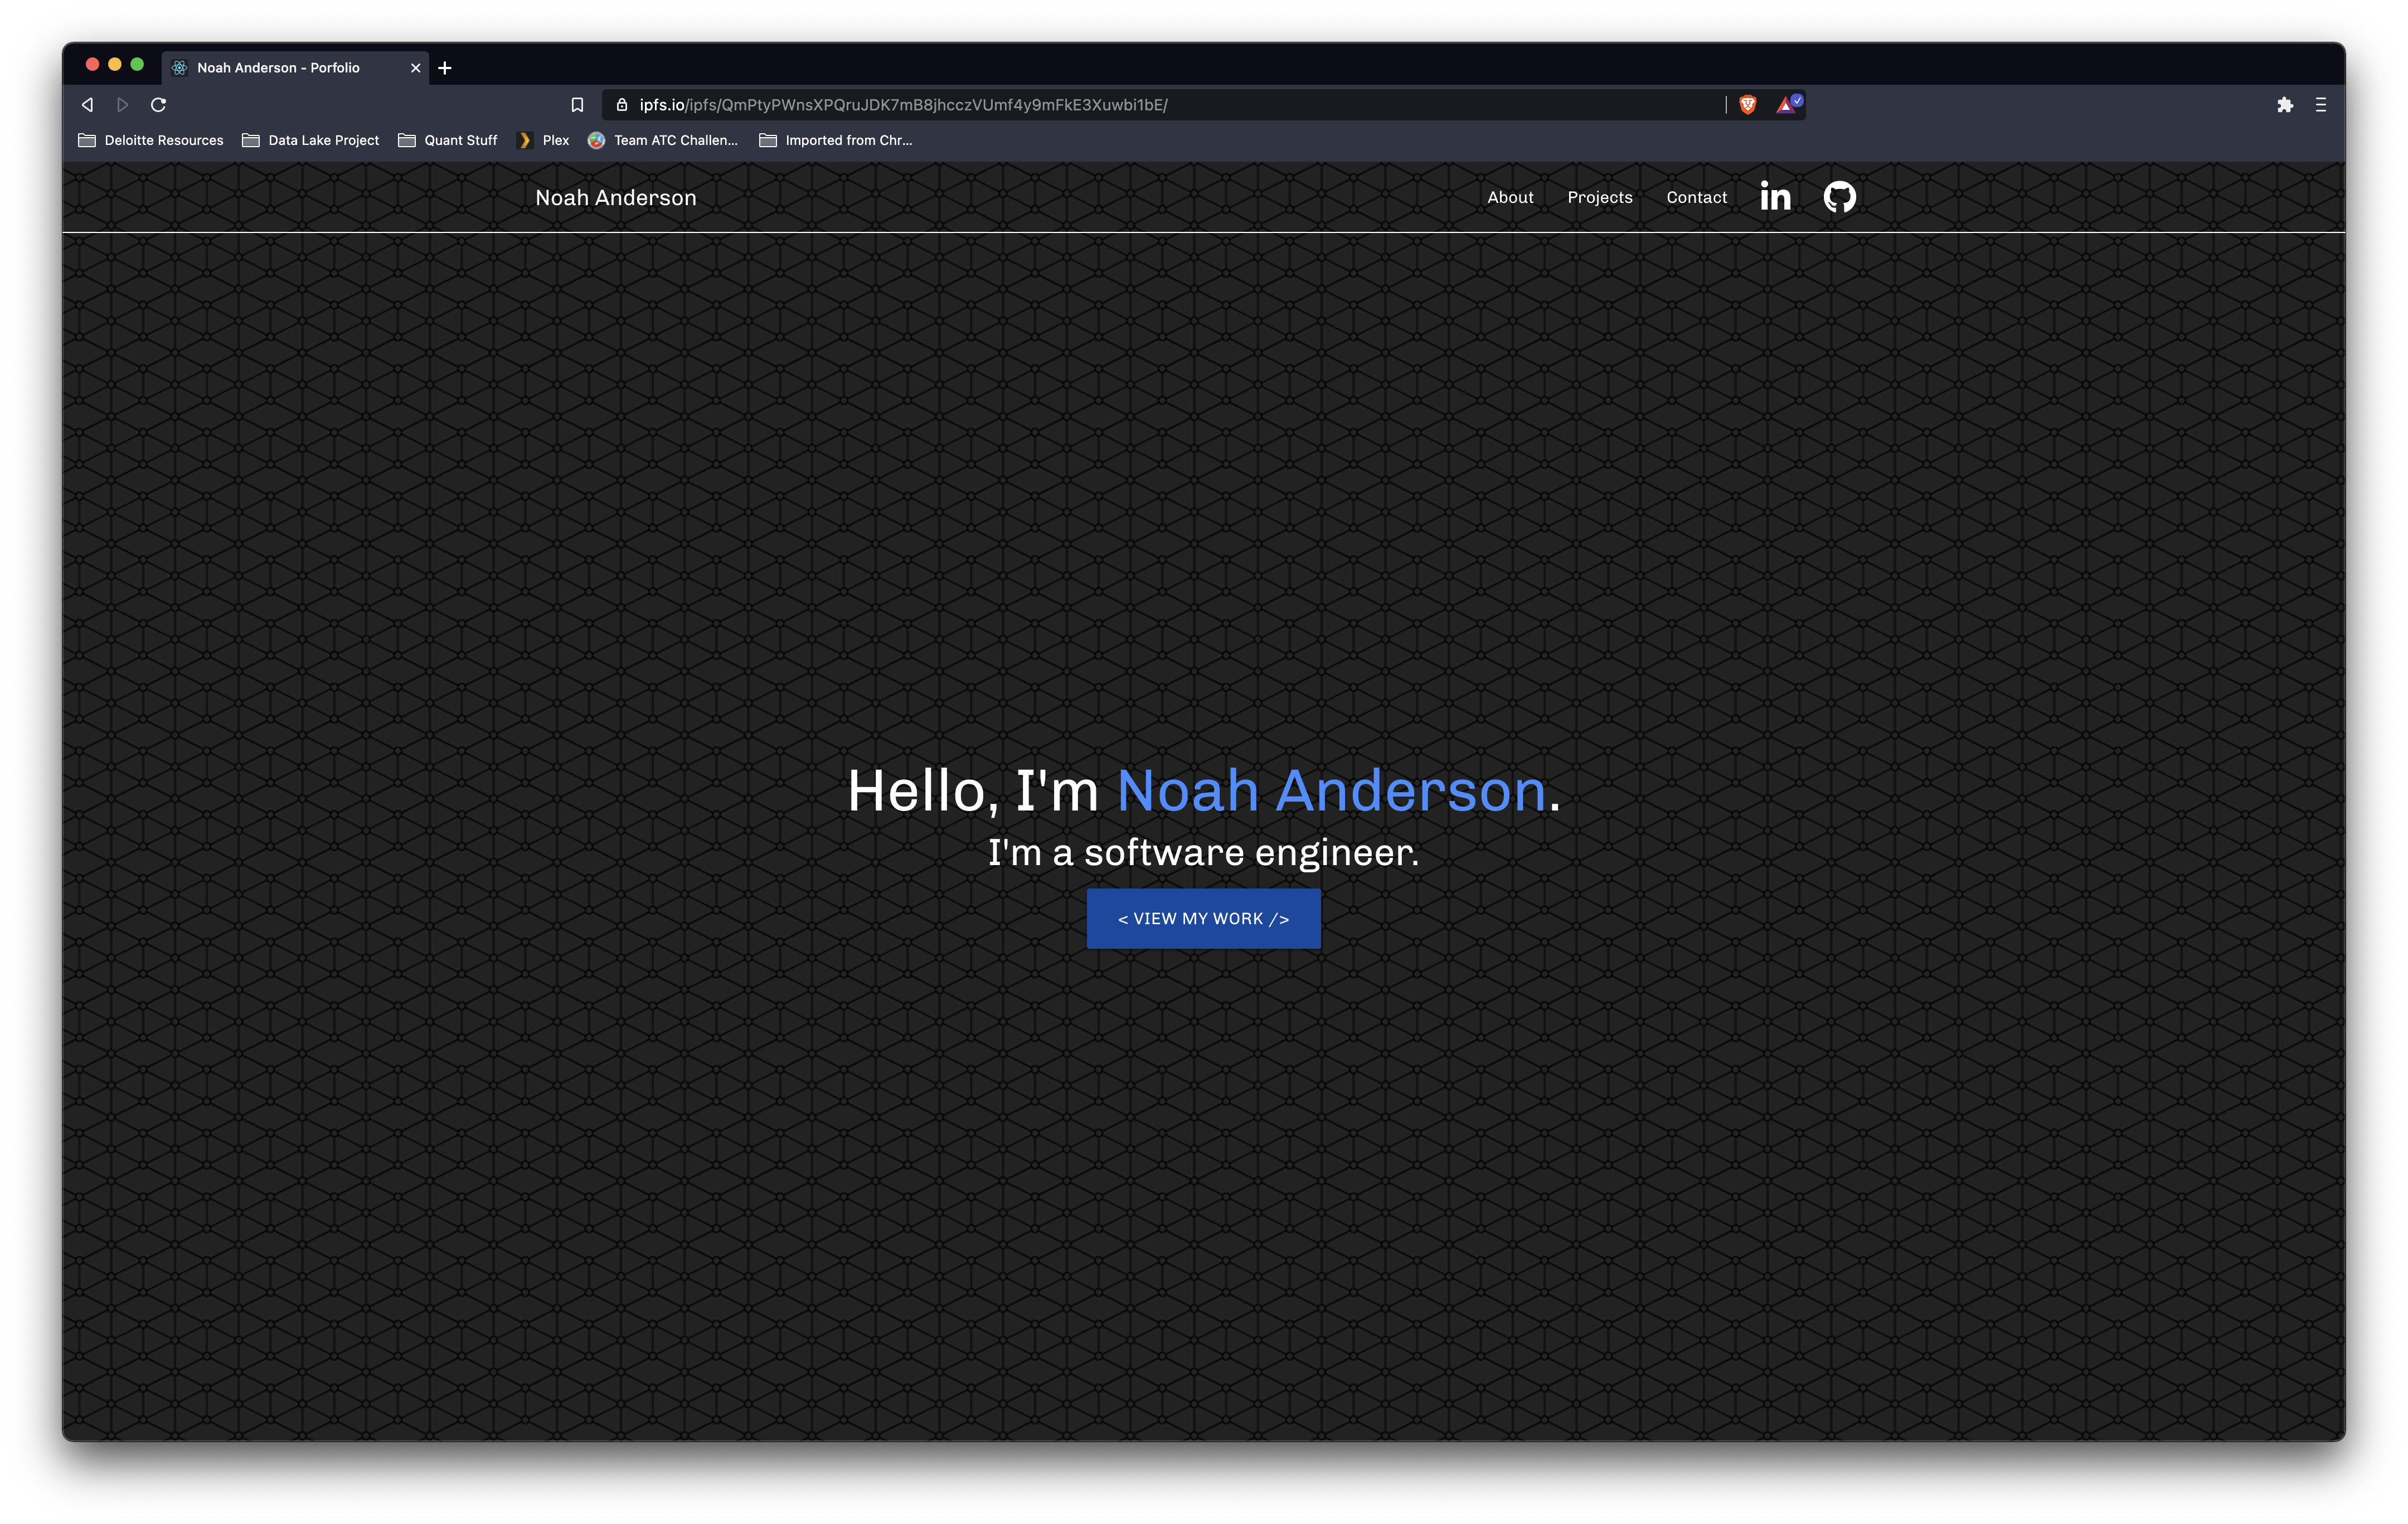 Noah Anderson - Porfolio
ipfs.io/ipfs/QmPtyPWnsXPQruJDK7mB8jhcczVUmf4y9mFkE3Xuwbi1bE/
Deloitte Resources Data Lake Project Quant Stuff Plex Team ATC Challen... Imported from Chr...
Noah Anderson About Projects Contact in
Hello, I'm Noah Anderson.
I'm a software engineer.
< VIEW MY WORK />